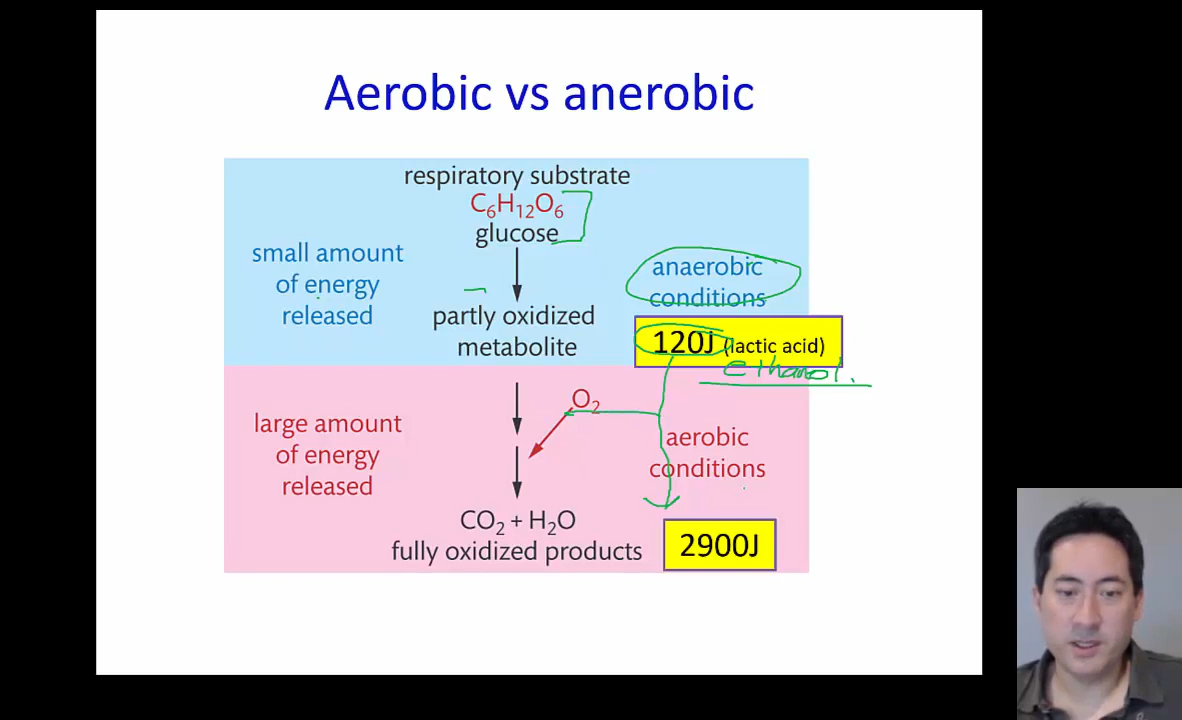 Aerobic vs anerobic
respiratory substrate
C₆H₁₂O₆
glucose
small amount
of energy
released
partly oxidized
metabolite
anaerobic
conditions
120J (lactic acid)
ethanol.
O₂
large amount
of energy
released
aerobic
conditions
CO₂ + H₂O
fully oxidized products
2900J